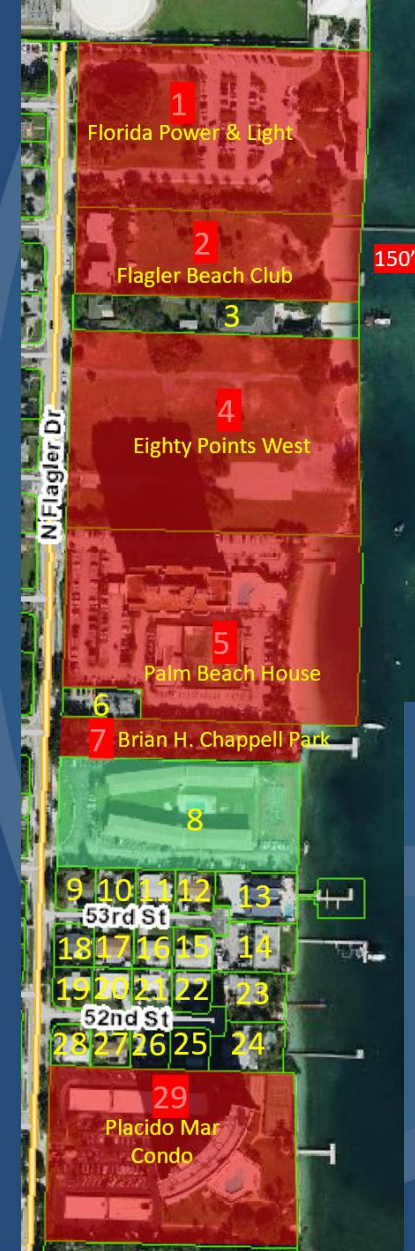 1
Florida Power & Light
2
Flagler Beach Club
150'
3
4
Eighty Points West
N Flagler Dr
5
Palm Beach House
6
7 Brian H. Chappell Park
8
9 10 11 12 13
53rd St
18 17 16 15 14
19 20 21 22 23
52nd St
28 27 26 25 24
29
Placido Mar
Condo